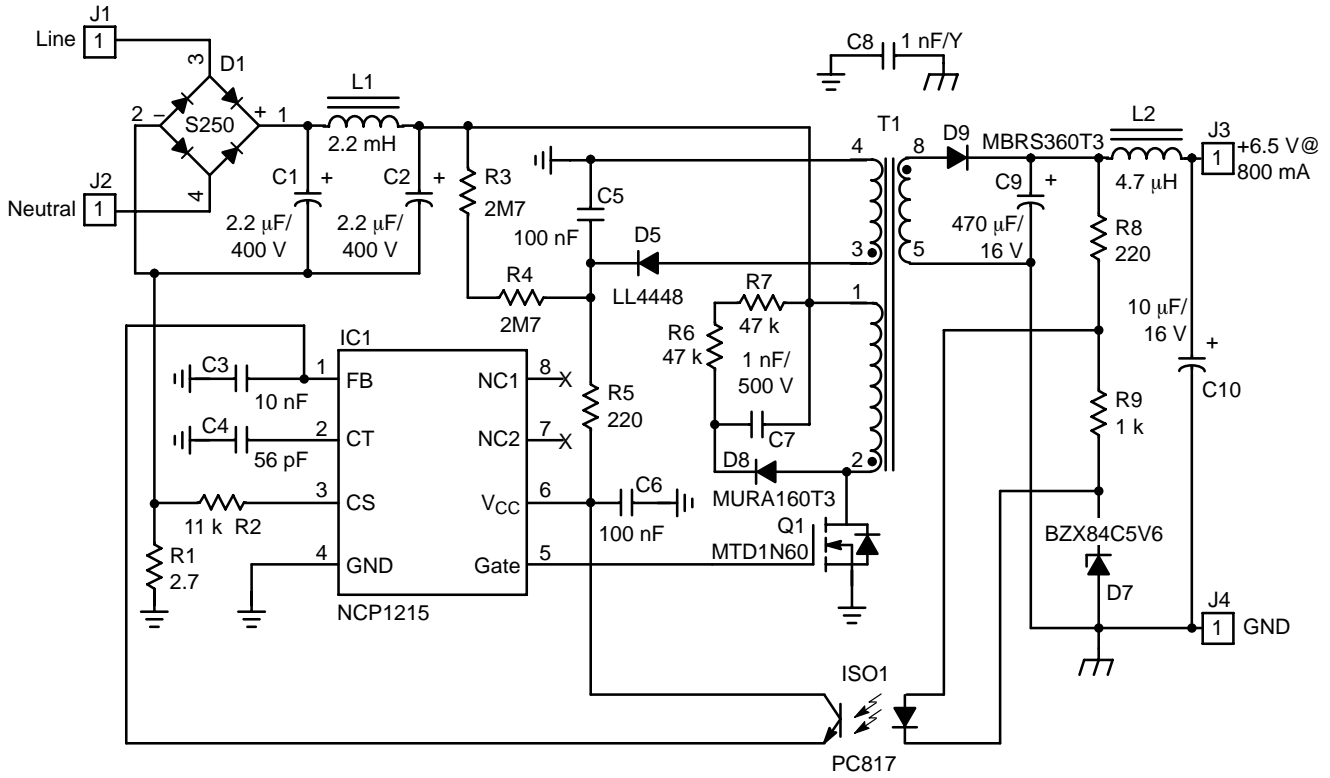 J1
Line 1
3
D1
2 – S250 + 1
4
J2
Neutral 1
L1
2.2 mH
C1 +
2.2 μF/
400 V
C2 +
2.2 μF/
400 V
R3
2M7
R4
2M7
C5
100 nF
D5
LL4448
C8 1 nF/Y
T1
4
3
1
2
8
5
D9
MBRS360T3
L2
4.7 μH
J3
1
+6.5 V@
800 mA
C9 +
470 μF/
16 V
R8
220
10 μF/
16 V
+
C10
R9
1 k
BZX84C5V6
D7
J4
1 GND
R7
47 k
R6
47 k
1 nF/
500 V
C7
D8
MURA160T3
Q1
MTD1N60
R5
220
C6
100 nF
IC1
1 FB
2 CT
3 CS
4 GND
NC1 8 X
NC2 7 X
VCC 6
Gate 5
NCP1215
C3
10 nF
C4
56 pF
11 k R2
R1
2.7
ISO1
PC817